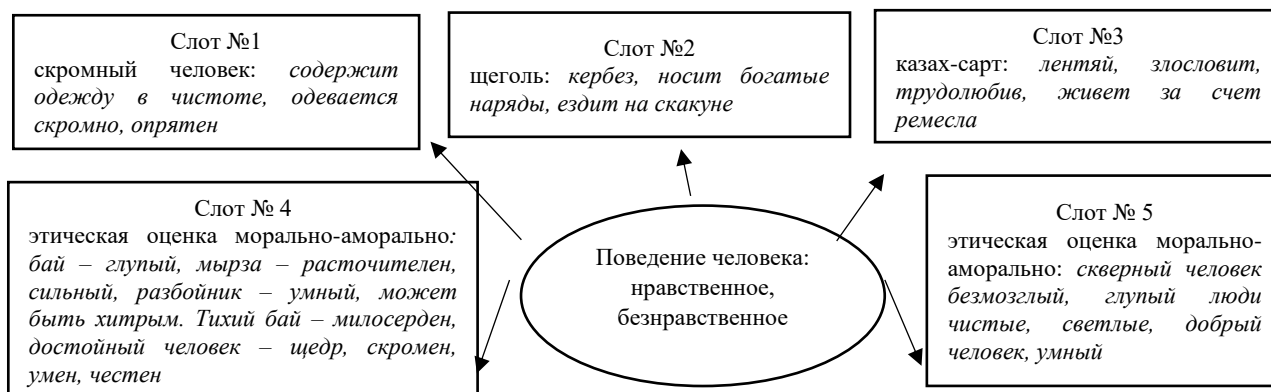 Слот №1
скромный человек: содержит
одежду в чистоте, одевается
скромно, опрятен
Слот №2
щеголь: кербез, носит богатые
наряды, ездит на скакуне
Слот №3
казах-сарт: лентяй, злословит,
трудолюбив, живет за счет
ремесла
Слот № 4
этическая оценка морально-аморально:
бай – глупый, мырза – расточителен,
сильный, разбойник – умный, может
быть хитрым. Тихий бай – милосерден,
достойный человек – щедр, скромен,
умен, честен
Поведение человека:
нравственное,
безнравственное
Слот № 5
этическая оценка морально-
аморально: скверный человек
безмозглый, глупый люди
чистые, светлые, добрый
человек, умный